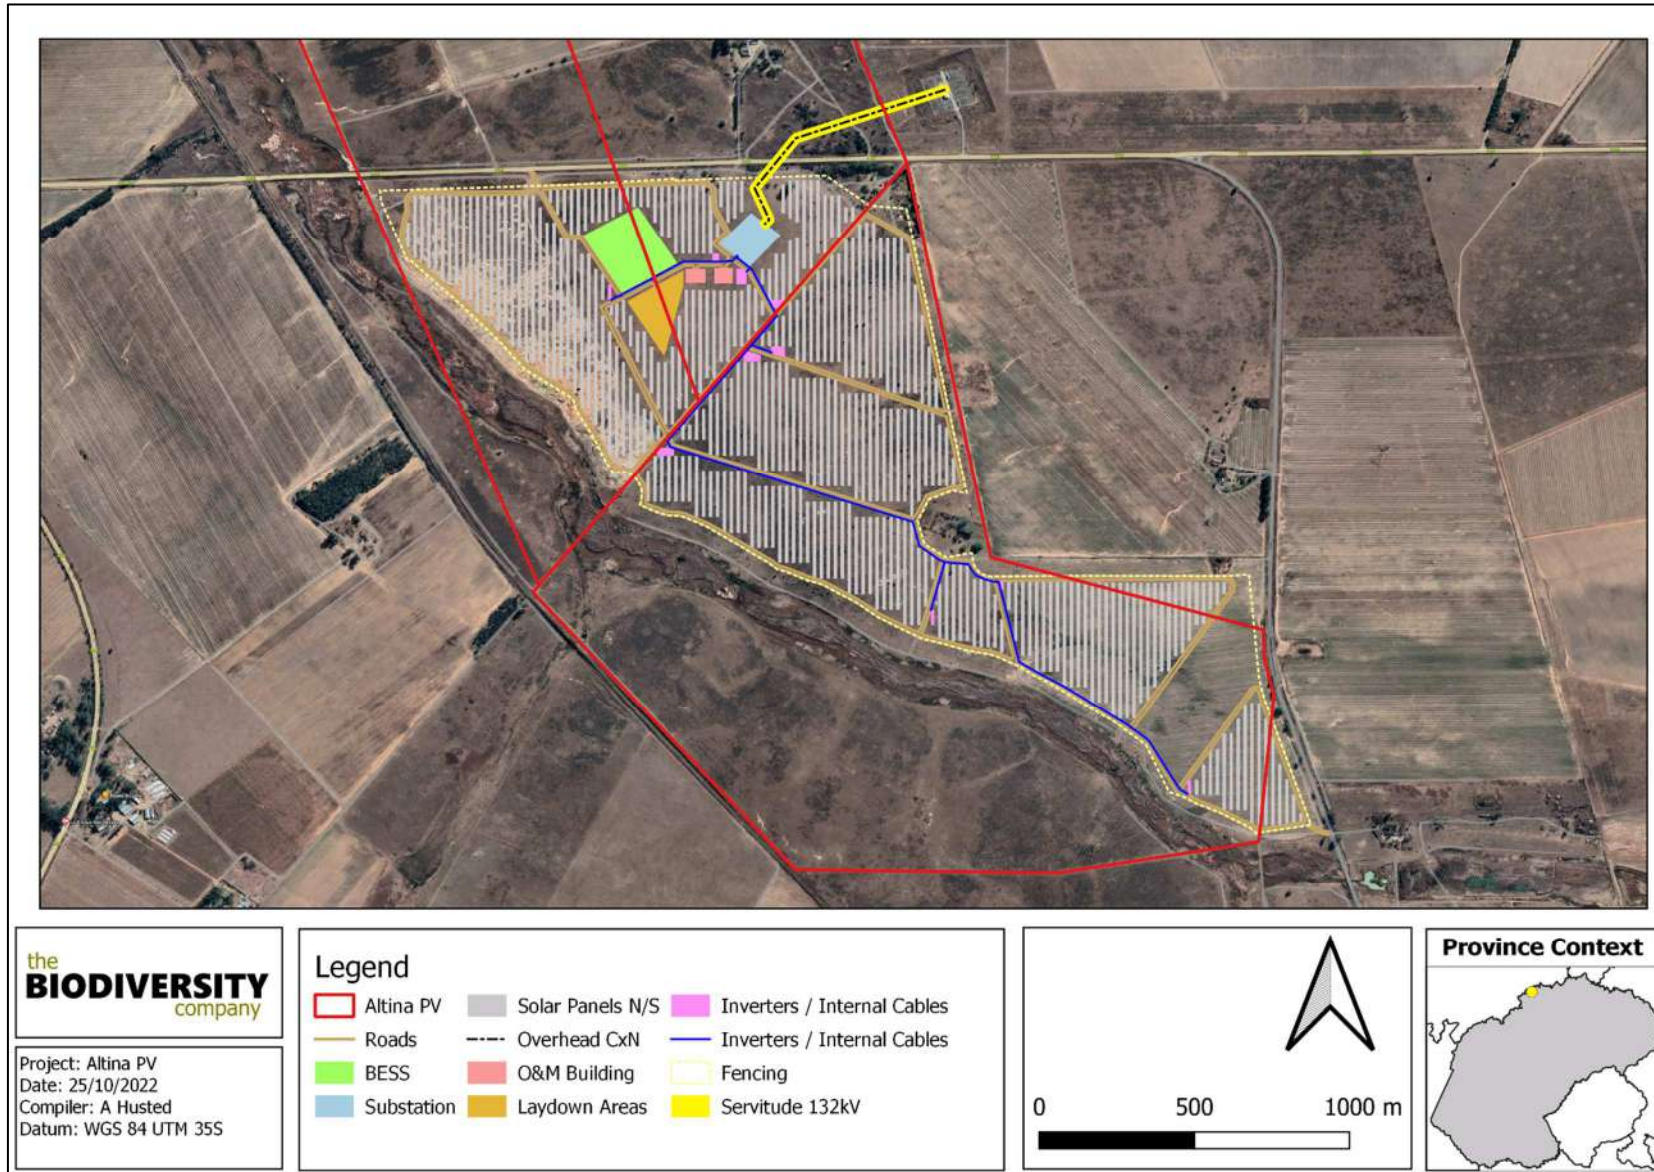 the
BIODIVERSITY
company
Project: Altina PV
Date: 25/10/2022
Compiler: A Husted
Datum: WGS 84 UTM 35S
Legend
Altina PV
Solar Panels N/S
Inverters / Internal Cables
Roads
Overhead CxN
Inverters / Internal Cables
BESS
O&M Building
Fencing
Substation
Laydown Areas
Servitude 132kV
0 500 1000 m
Province Context